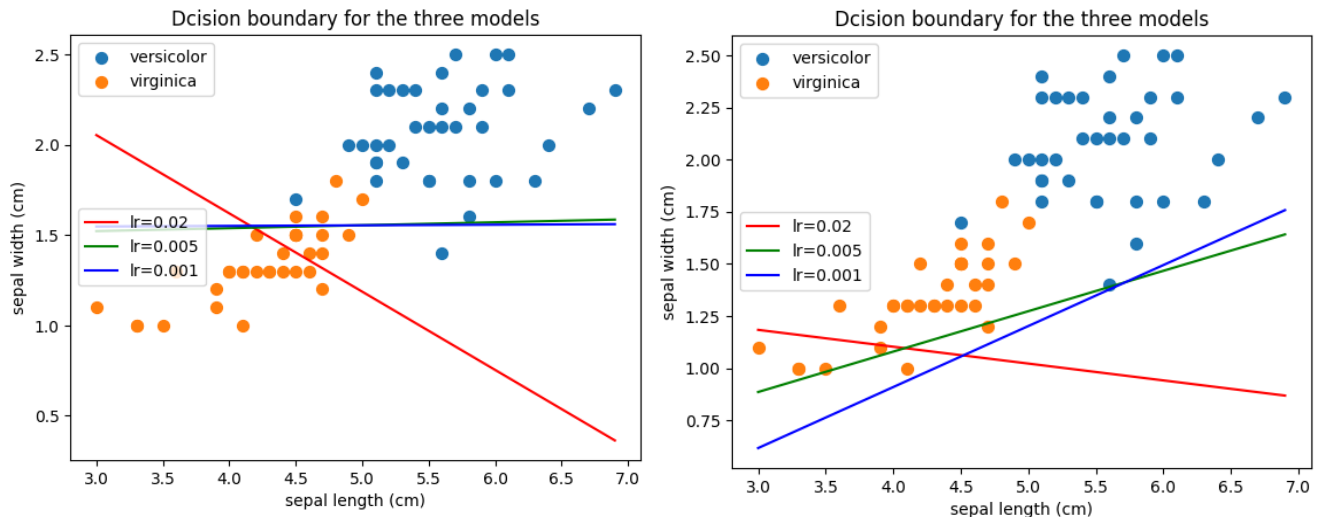 Dcision boundary for the three models
versicolor
virginica
lr=0.02
lr=0.005
lr=0.001
sepal width (cm)
2.5
2.0
1.5
1.0
0.5
3.0 3.5 4.0 4.5 5.0 5.5 6.0 6.5 7.0
sepal length (cm)
Dcision boundary for the three models
versicolor
virginica
lr=0.02
lr=0.005
lr=0.001
sepal width (cm)
2.50
2.25
2.00
1.75
1.50
1.25
1.00
0.75
3.0 3.5 4.0 4.5 5.0 5.5 6.0 6.5 7.0
sepal length (cm)